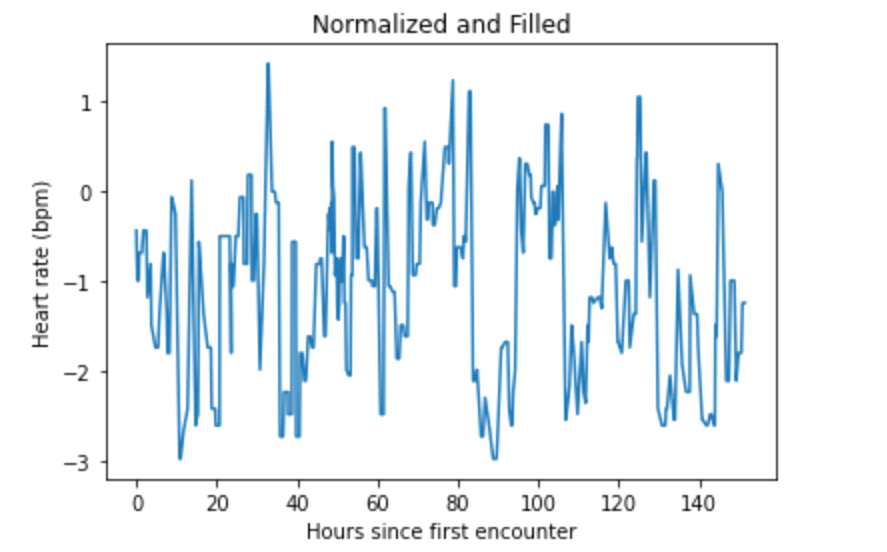 Normalized and Filled
1
0
−1
−2
−3
Heart rate (bpm)
0 20 40 60 80 100 120 140
Hours since first encounter